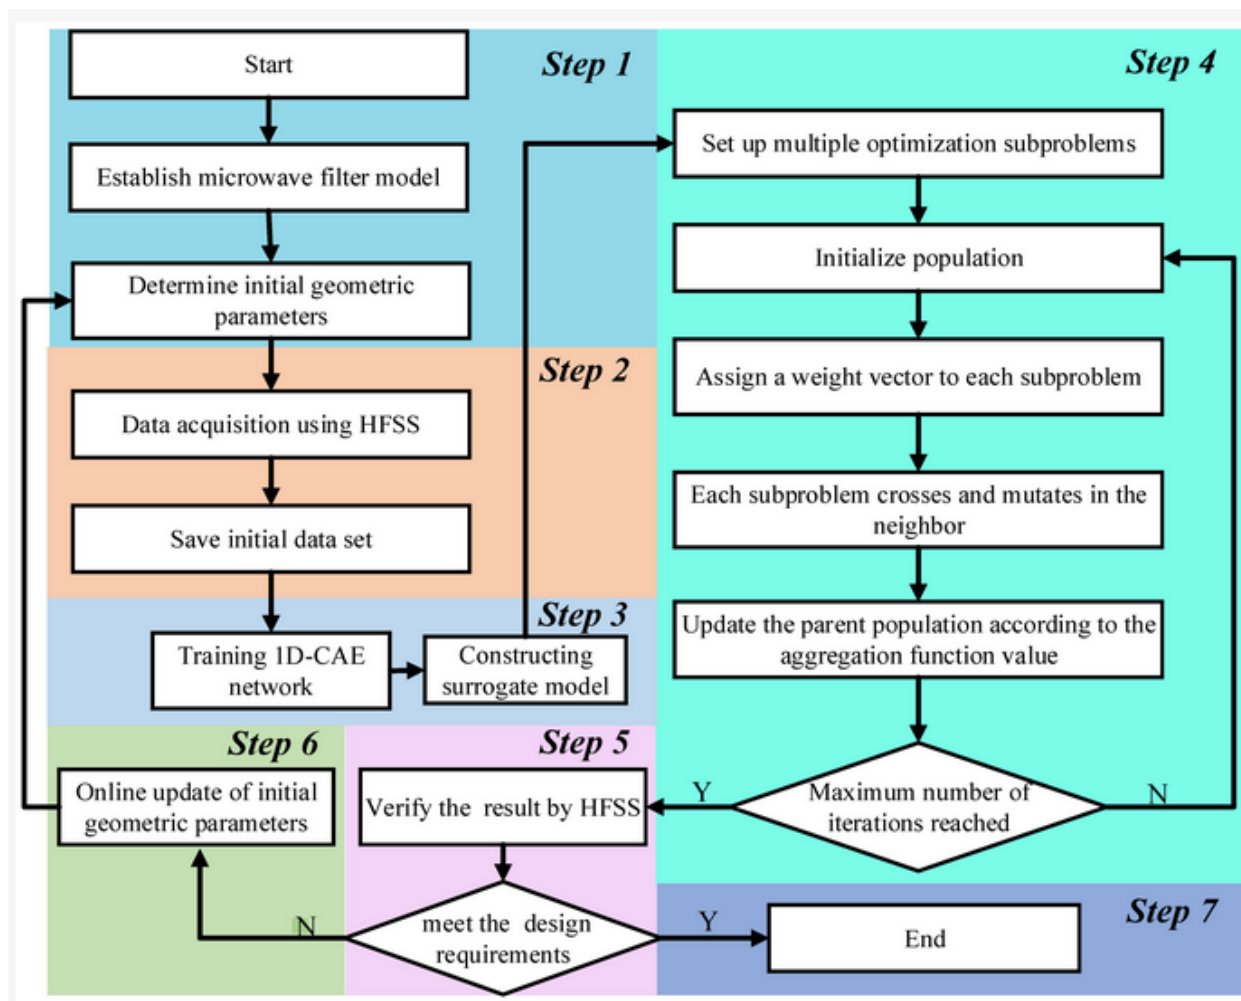 Step 1
Start
Establish microwave filter model
Determine initial geometric
parameters
Step 2
Data acquisition using HFSS
Save initial data set
Step 3
Training 1D-CAE
network
Constructing
surrogate model
Step 4
Set up multiple optimization subproblems
Initialize population
Assign a weight vector to each subproblem
Each subproblem crosses and mutates in the
neighbor
Update the parent population according to the
aggregation function value
Maximum number of
iterations reached
Y
N
Step 5
Verify the result by HFSS
meet the design
requirements
N
Y
Step 6
Online update of initial
geometric parameters
Step 7
End